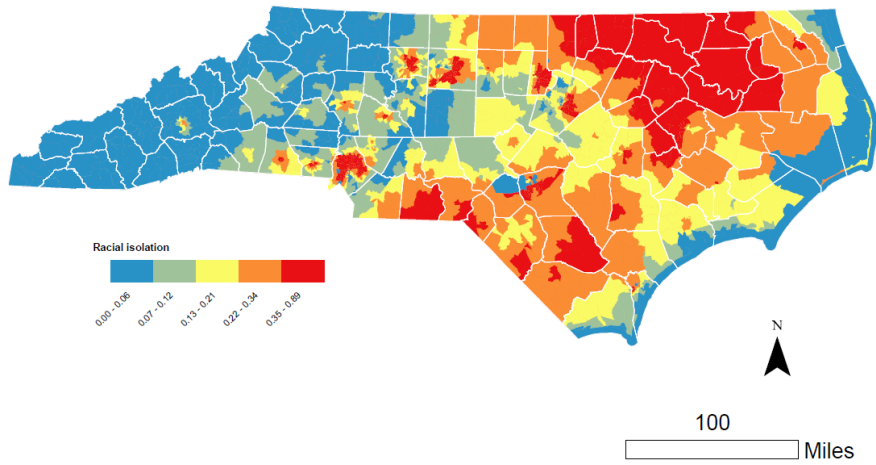 Racial isolation
0.00 - 0.06
0.07 - 0.12
0.13 - 0.21
0.22 - 0.34
0.35 - 0.89
N
100
Miles